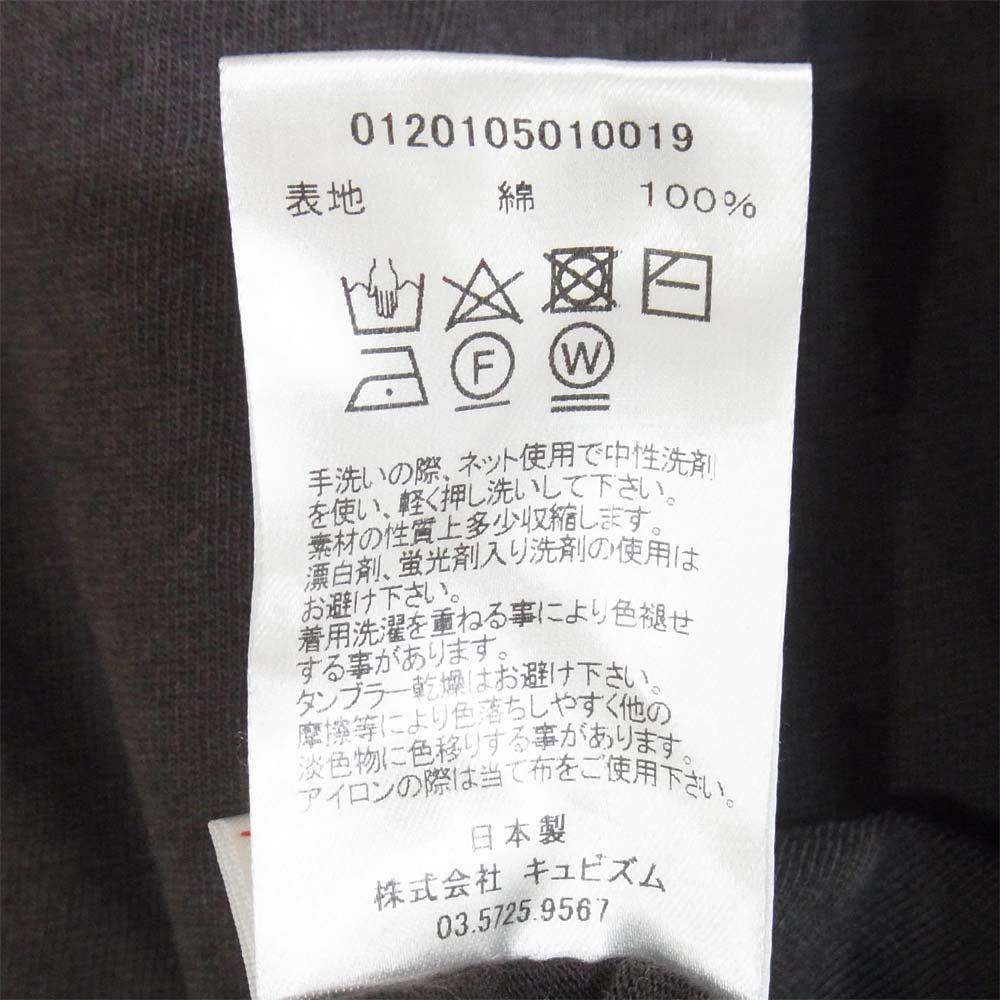 0120105010019
表地 綿 100%
F W
手洗いの際、ネット使用で中性洗剤
を使い、軽く押し洗いして下さい。
素材の性質上多少収縮します。
漂白剤、蛍光剤入り洗剤の使用は
お避け下さい。
着用洗濯を重ねる事により色褪せ
する事があります。
タンブラー乾燥はお避け下さい。
摩擦等により色落ちしやすく他の
淡色物に色移りする事があります。
アイロンの際は当て布をご使用下さい。
日本製
株式会社 キュビズム
03.5725.9567